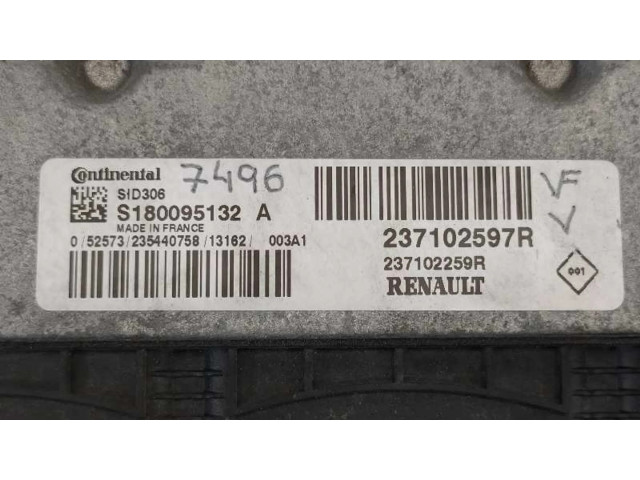 Continental 7496
SID306
S180095132 A
MADE IN FRANCE
0 /52573/235440758/13162/ 003A1
VF
V
237102597R
237102259R
RENAULT
001